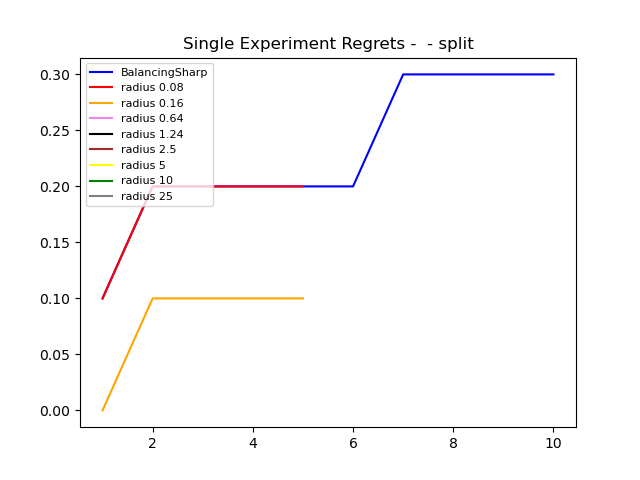 Single Experiment Regrets -  - split
0.30
0.25
0.20
0.15
0.10
0.05
0.00
BalancingSharp
radius 0.08
radius 0.16
radius 0.64
radius 1.24
radius 2.5
radius 5
radius 10
radius 25
2 4 6 8 10